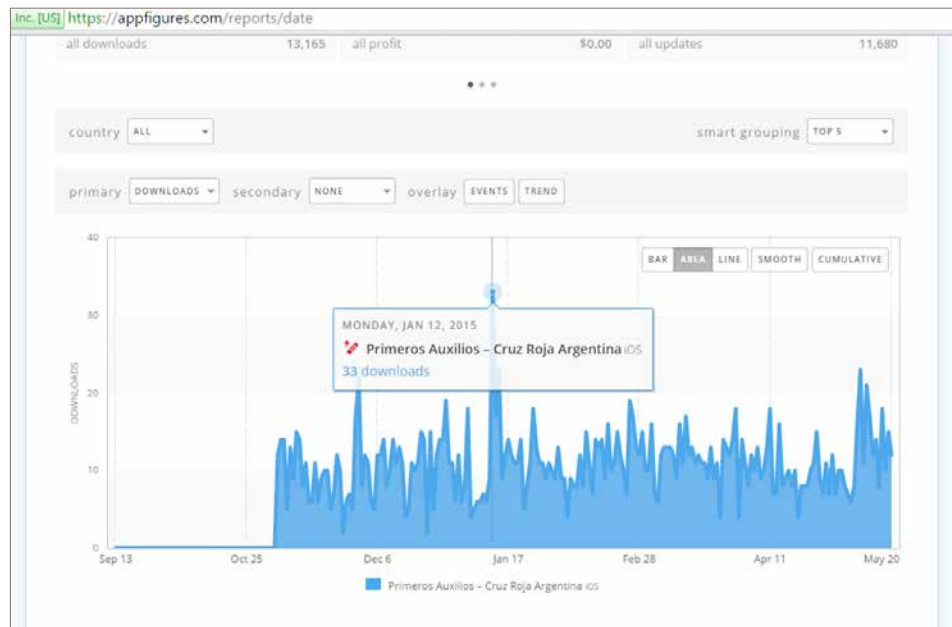 Inc. [US] https://appfigures.com/reports/date
all downloads 13,165 all profit $0.00 all updates 11,680
country ALL smart grouping TOP 5
primary DOWNLOADS secondary NONE overlay EVENTS TREND
40
BAR AREA LINE SMOOTH CUMULATIVE
30
MONDAY, JAN 12, 2015
Primeros Auxilios – Cruz Roja Argentina iOS
33 downloads
DOWNLOADS
20
10
0
Sep 13 Oct 25 Dec 6 Jan 17 Feb 28 Apr 11 May 20
Primeros Auxilios – Cruz Roja Argentina iOS